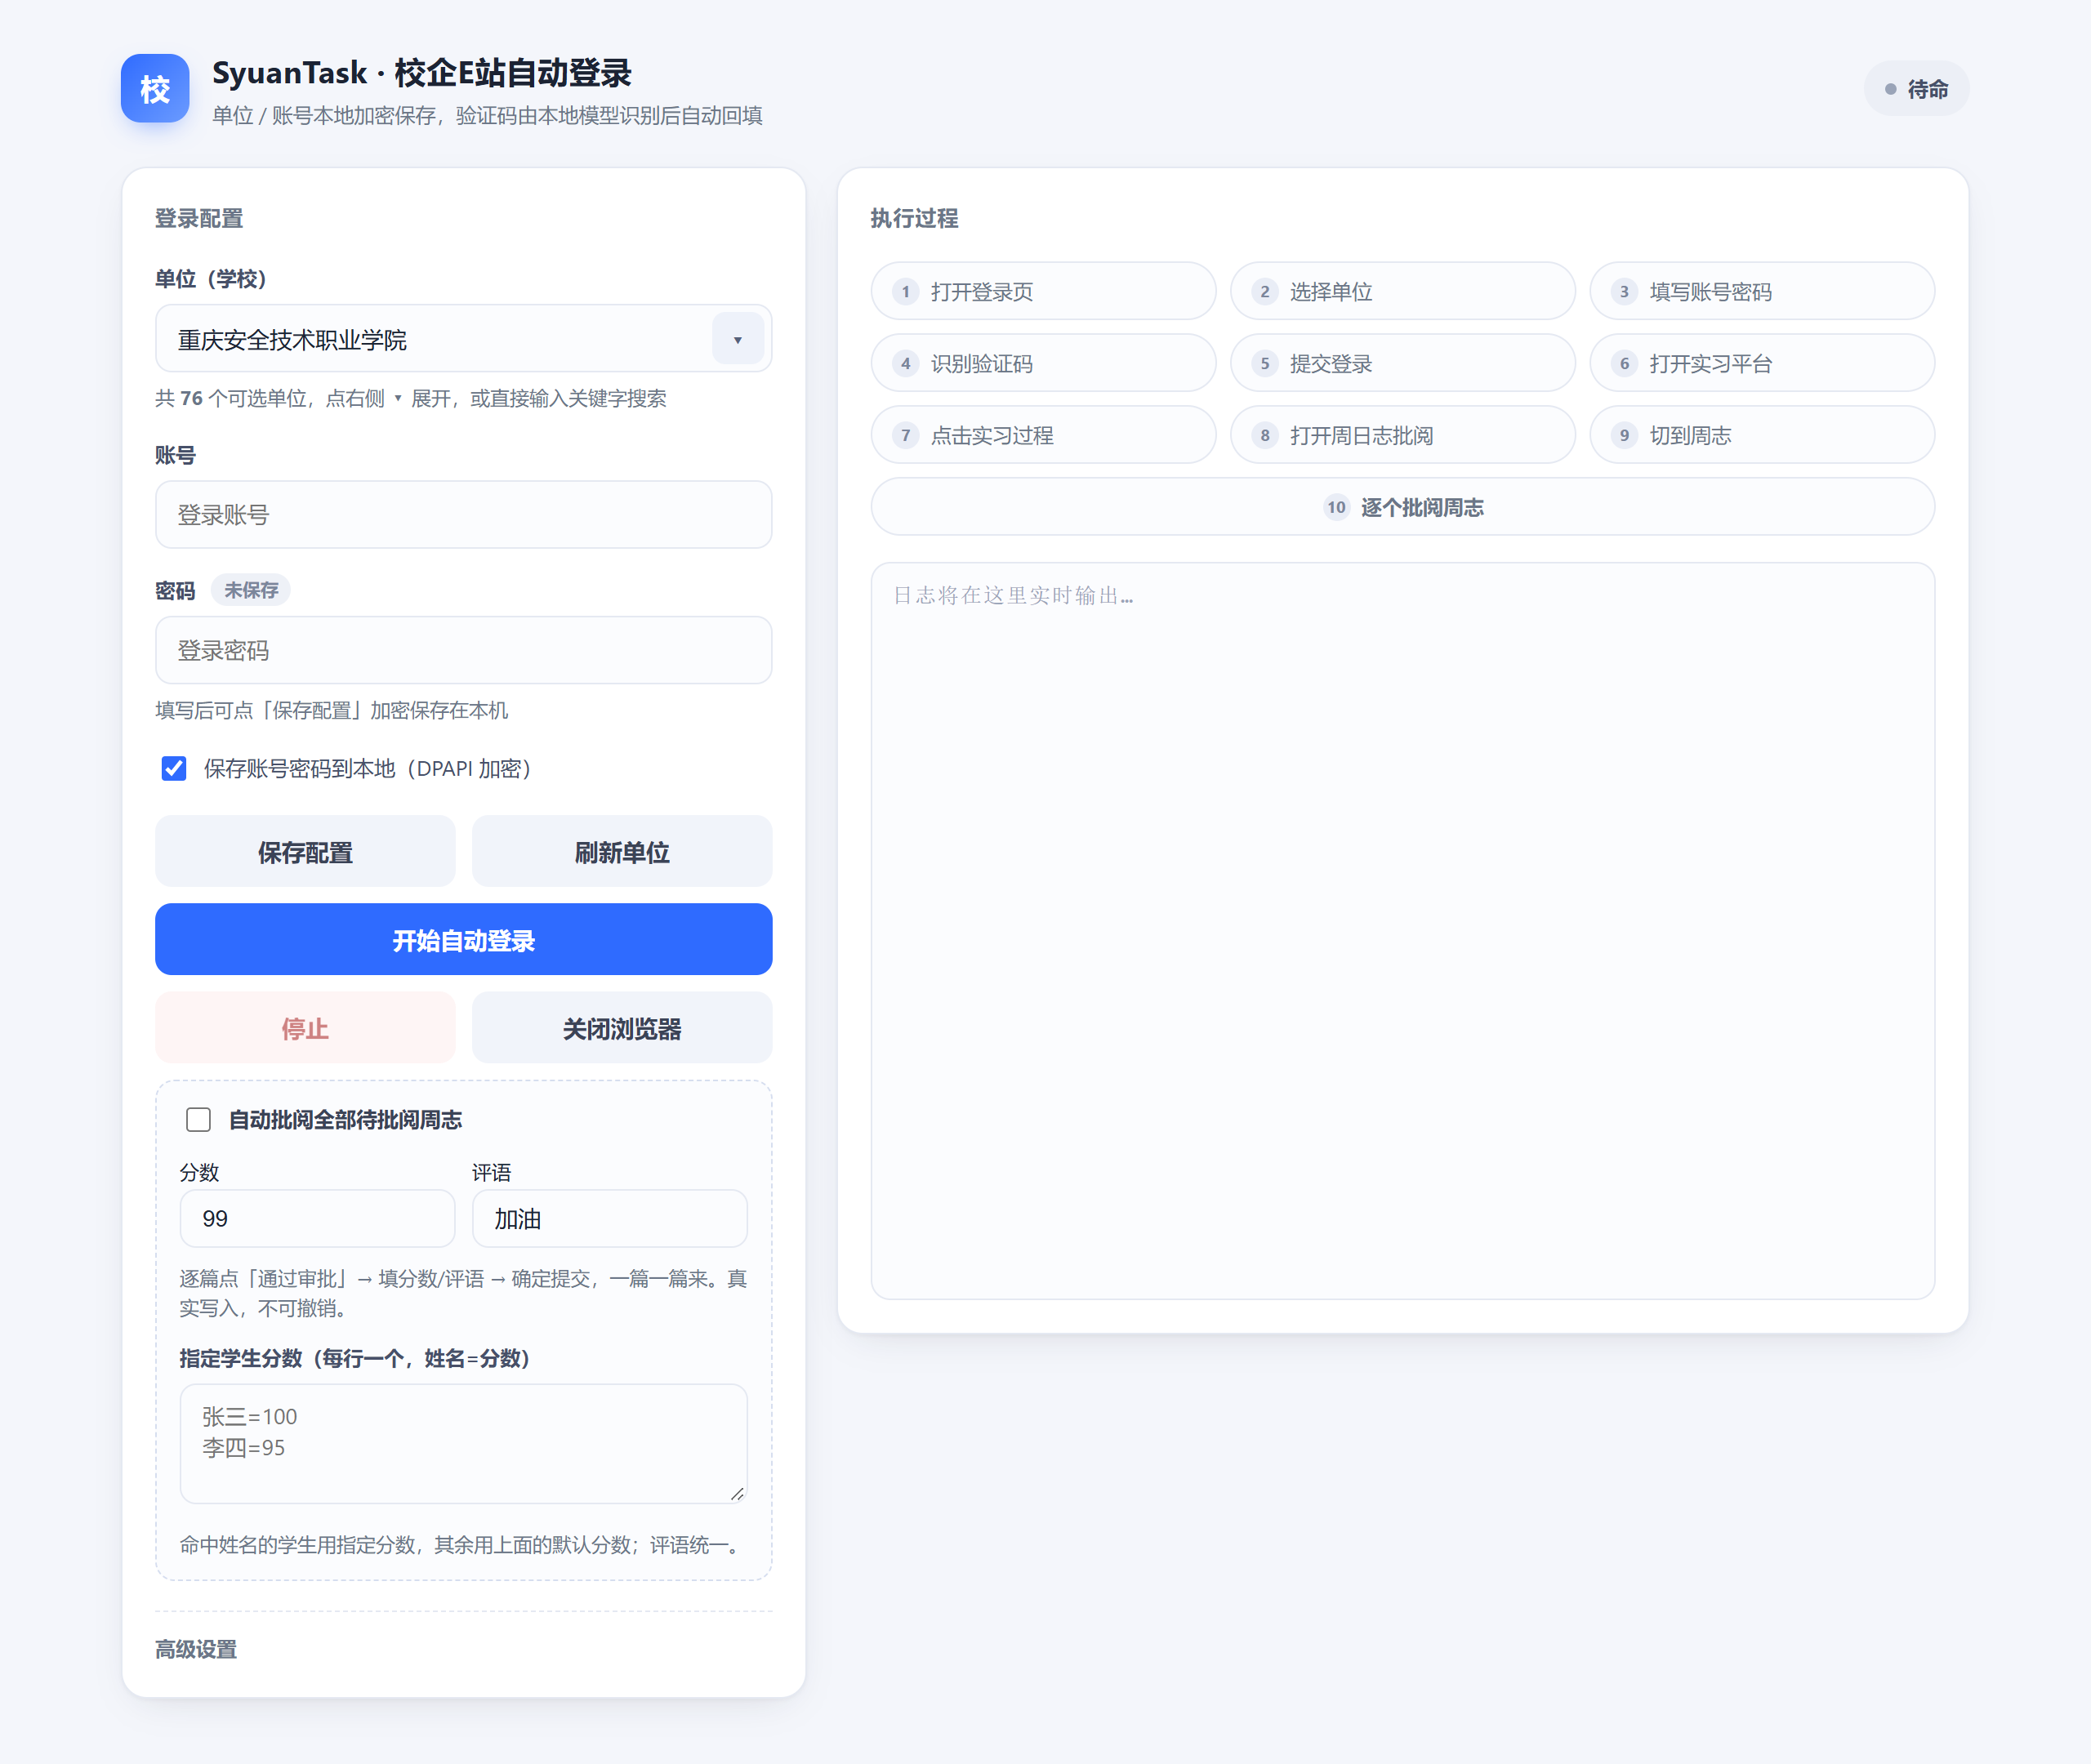 校
SyuanTask · 校企E站自动登录
单位 / 账号本地加密保存，验证码由本地模型识别后自动回填
待命
登录配置
单位（学校）
重庆安全技术职业学院
共 76 个可选单位，点右侧 ▾ 展开，或直接输入关键字搜索
账号
登录账号
密码 未保存
登录密码
填写后可点「保存配置」加密保存在本机
保存账号密码到本地（DPAPI 加密）
保存配置
刷新单位
开始自动登录
停止
关闭浏览器
自动批阅全部待批阅周志
分数
评语
99
加油
逐篇点「通过审批」→ 填分数/评语 → 确定提交，一篇一篇来。真
实写入，不可撤销。
指定学生分数（每行一个，姓名=分数）
张三=100
李四=95
命中姓名的学生用指定分数，其余用上面的默认分数；评语统一。
高级设置
执行过程
1 打开登录页
2 选择单位
3 填写账号密码
4 识别验证码
5 提交登录
6 打开实习平台
7 点击实习过程
8 打开周日志批阅
9 切到周志
10 逐个批阅周志
日志将在这里实时输出…